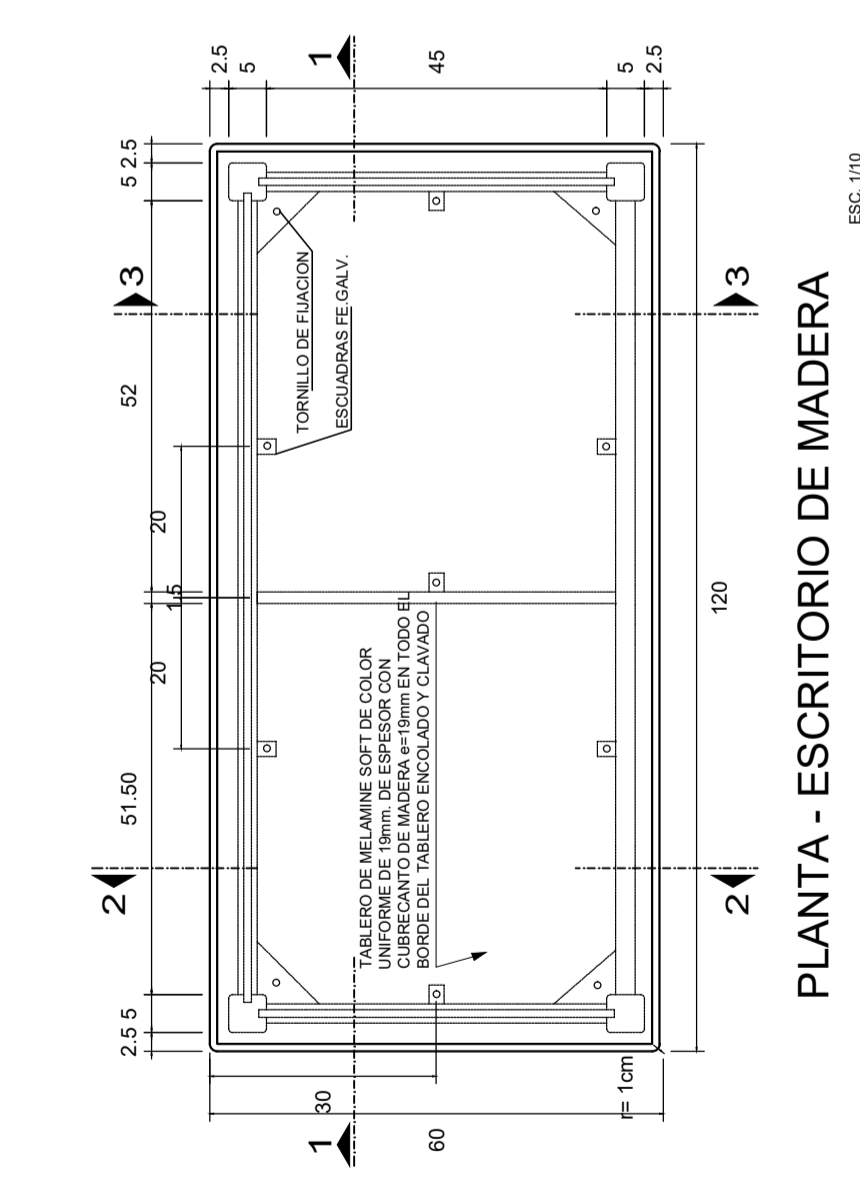 2.5 5 51.50 1.5 52 5 2.5
20 20
2
3
2.5
5
45
5
2.5
1
1
30
60
r= 1cm
TORNILLO DE FIJACION
ESCUADRAS FE.GALV.
TABLERO DE MELAMINE SOFT DE COLOR
UNIFORME DE 19mm. DE ESPESOR CON
CUBRECANTO DE MADERA e=19mm EN TODO EL
BORDE DEL TABLERO ENCOLADO Y CLAVADO
120
2
3
PLANTA - ESCRITORIO DE MADERA
ESC. 1/10